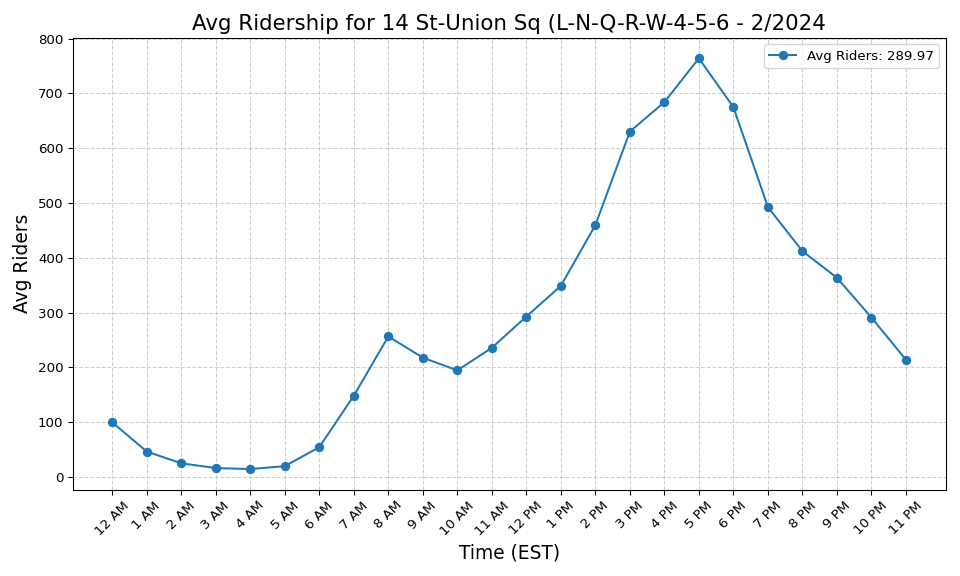 Avg Ridership for 14 St-Union Sq (L-N-Q-R-W-4-5-6 - 2/2024
Avg Riders: 289.97
Avg Riders
800
700
600
500
400
300
200
100
0
12 AM
1 AM
2 AM
3 AM
4 AM
5 AM
6 AM
7 AM
8 AM
9 AM
10 AM
11 AM
12 PM
1 PM
2 PM
3 PM
4 PM
5 PM
6 PM
7 PM
8 PM
9 PM
10 PM
11 PM
Time (EST)